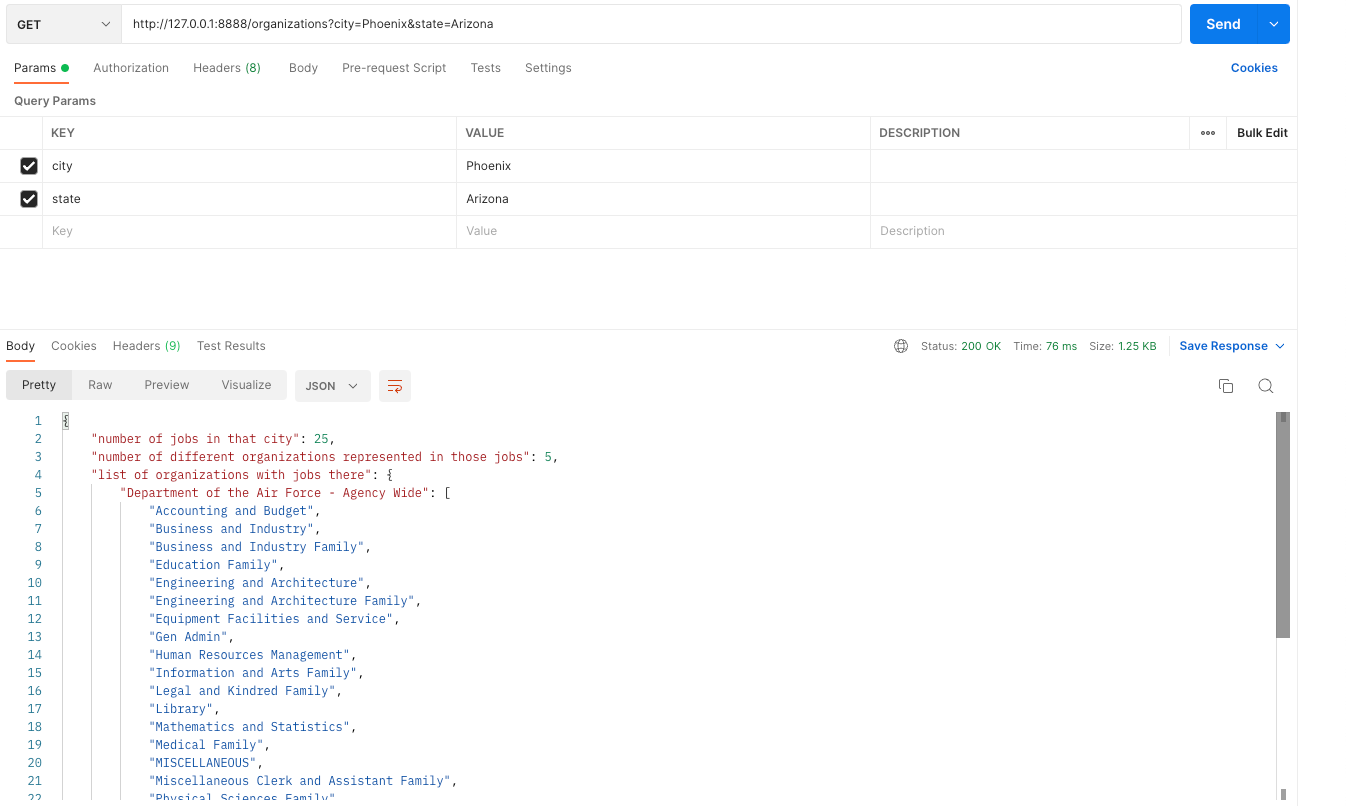 GET http://127.0.0.1:8888/organizations?city=Phoenix&state=Arizona Send
Params Authorization Headers (8) Body Pre-request Script Tests Settings Cookies
Query Params
KEY VALUE DESCRIPTION ooo Bulk Edit
city Phoenix
state Arizona
Key Value Description
Body Cookies Headers (9) Test Results Status: 200 OK Time: 76 ms Size: 1.25 KB Save Response
Pretty Raw Preview Visualize JSON
1 {
2 "number of jobs in that city": 25,
3 "number of different organizations represented in those jobs": 5,
4 "list of organizations with jobs there": {
5 "Department of the Air Force - Agency Wide": [
6 "Accounting and Budget",
7 "Business and Industry",
8 "Business and Industry Family",
9 "Education Family",
10 "Engineering and Architecture",
11 "Engineering and Architecture Family",
12 "Equipment Facilities and Service",
13 "Gen Admin",
14 "Human Resources Management",
15 "Information and Arts Family",
16 "Legal and Kindred Family",
17 "Library",
18 "Mathematics and Statistics",
19 "Medical Family",
20 "MISCELLANEOUS",
21 "Miscellaneous Clerk and Assistant Family",
22 "Physical Sciences Family"